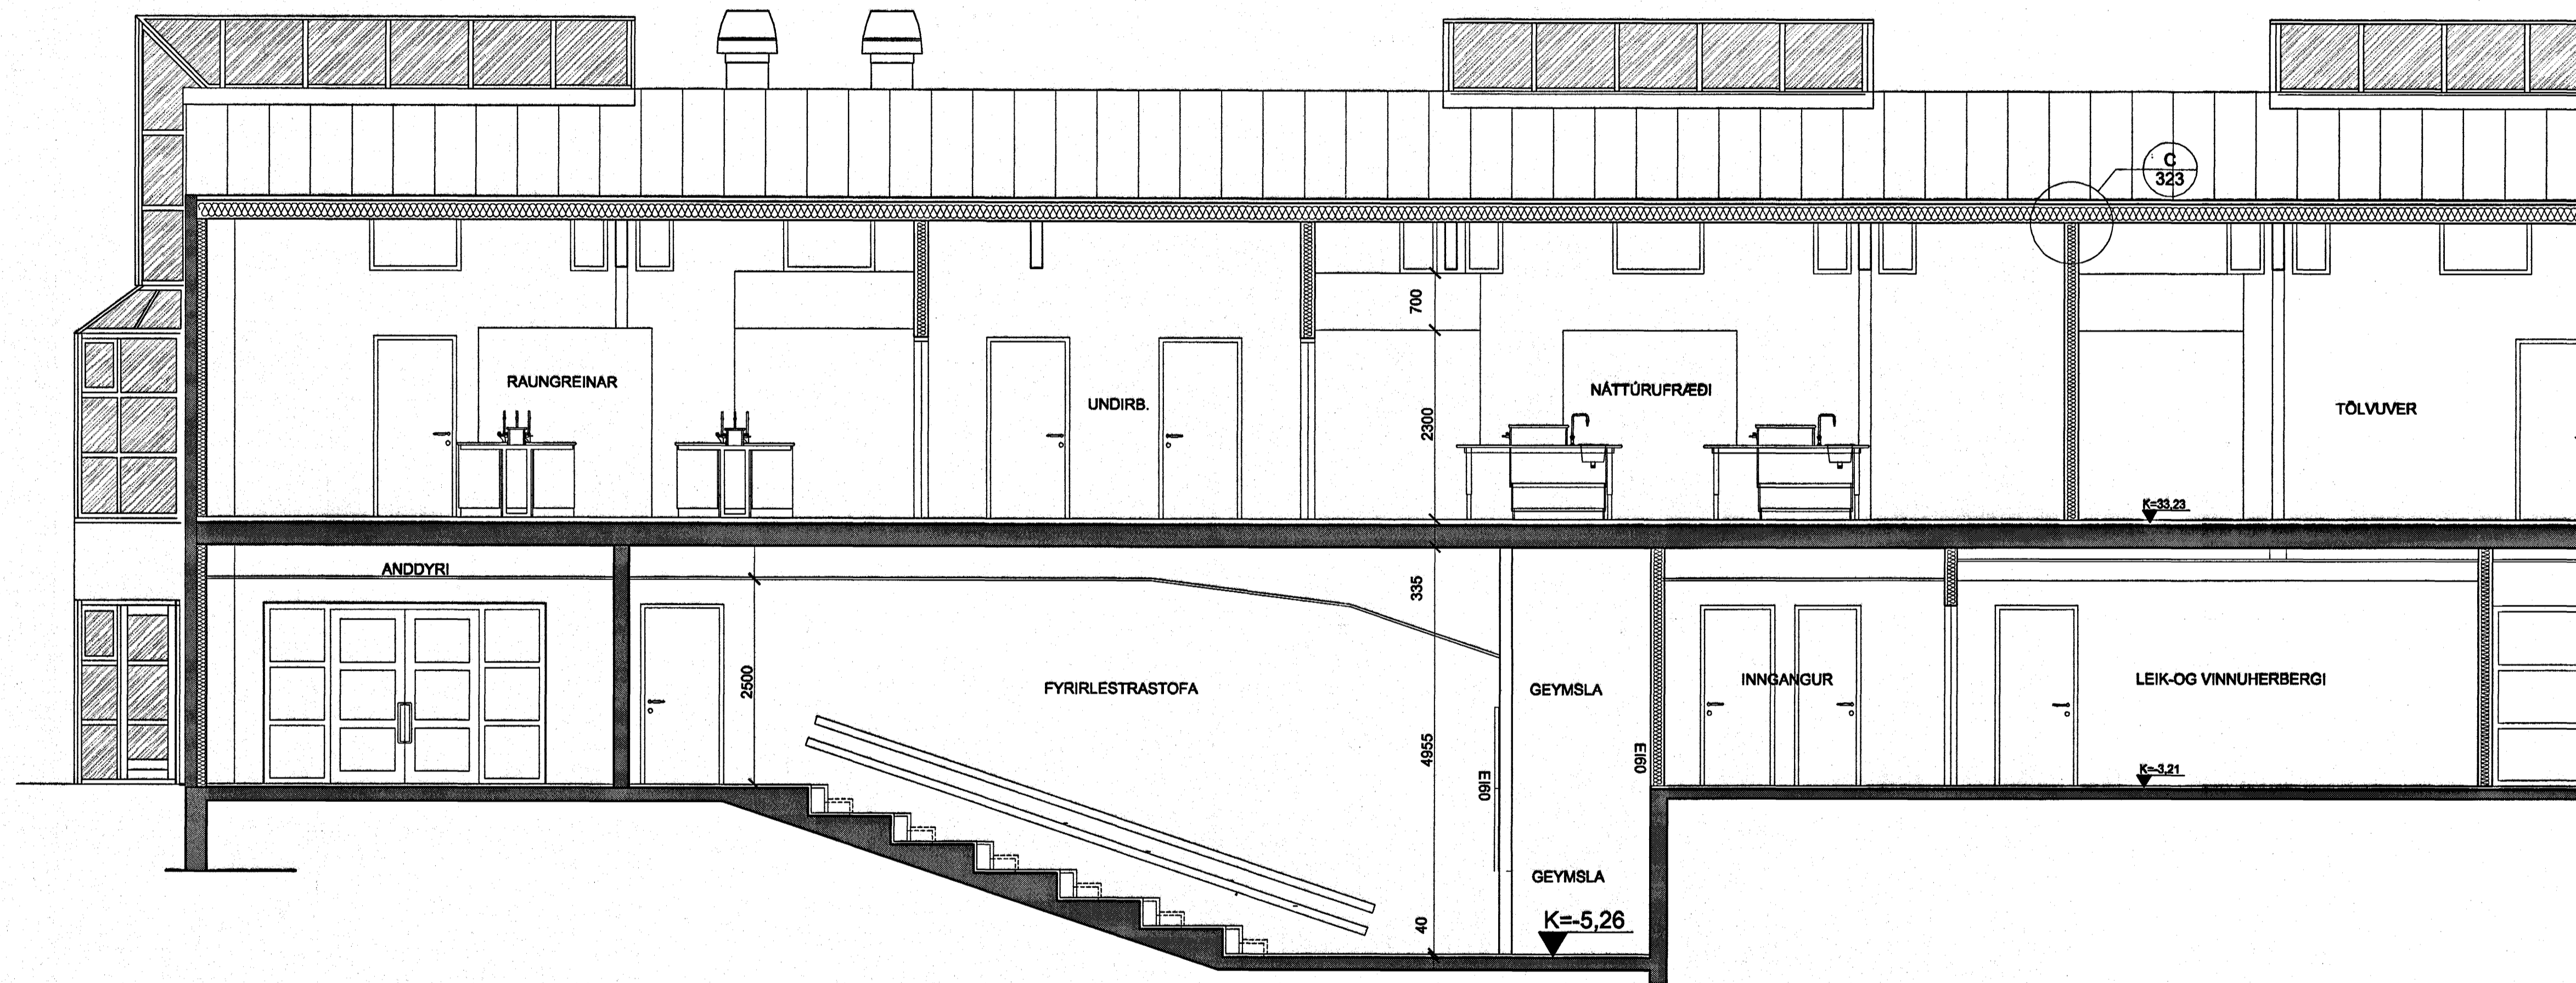 C
323
700
RAUNGREINAR
NÁTTÚRUFRÆÐI
UNDIRB.
TÖLVUVER
2300
K=33,23
ANDDYRI
335
2500
FYRIRLESTRASTOFA
GEYMSLA
INNGANGUR
LEIK-OG VINNUHERBERGI
4955
EI60
EI60
K=-3,21
GEYMSLA
40
K=-5,26